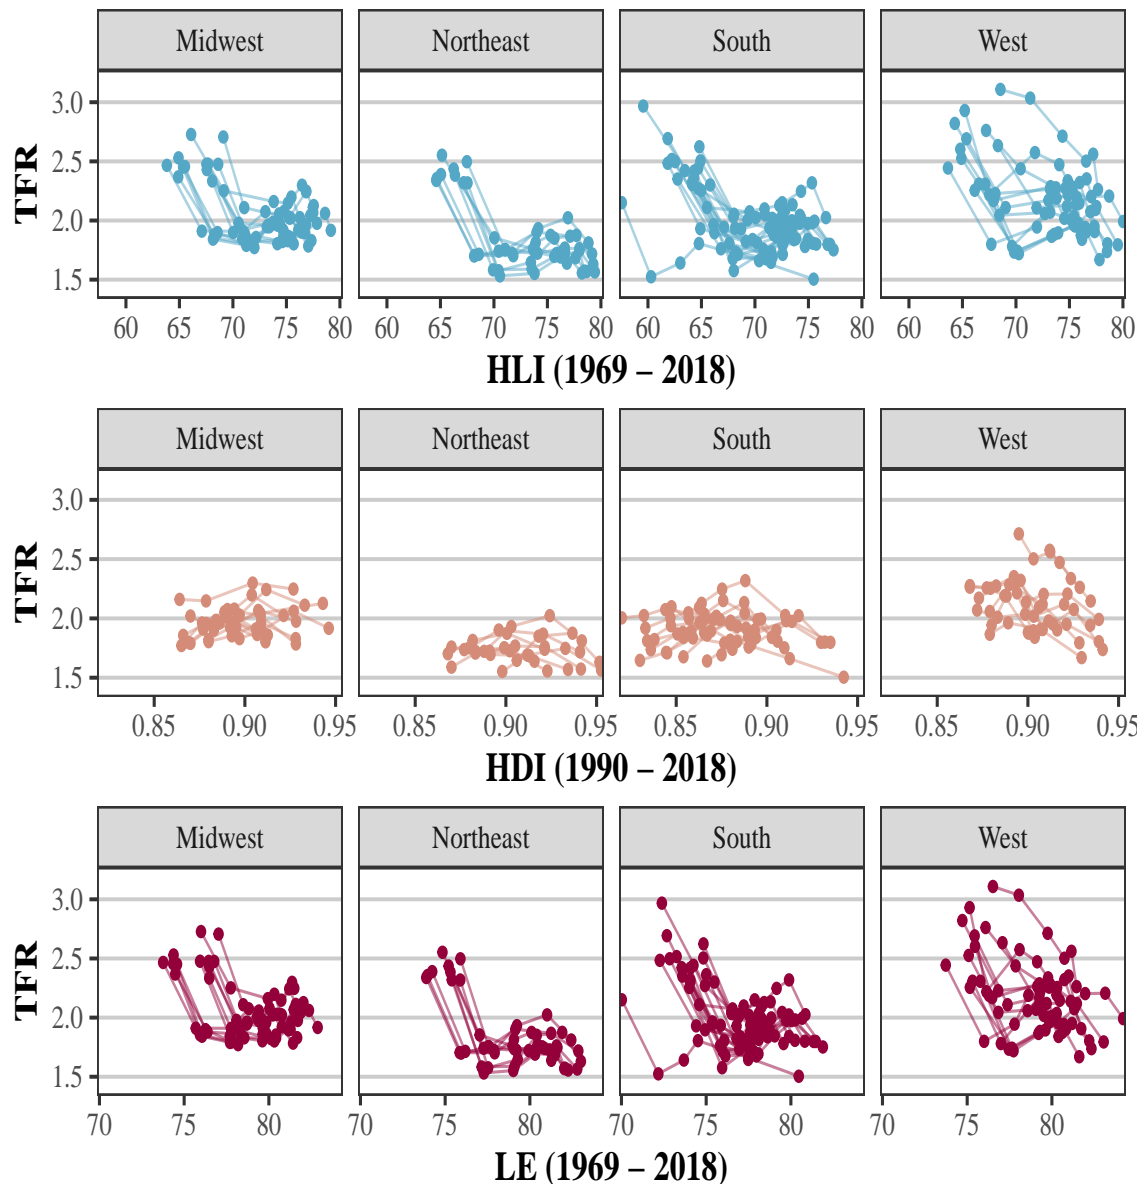 Midwest Northeast South West
TFR
3.0
2.5
2.0
1.5
60 65 70 75 80 60 65 70 75 80 60 65 70 75 80 60 65 70 75 80
HLI (1969 – 2018)
Midwest Northeast South West
TFR
3.0
2.5
2.0
1.5
0.85 0.90 0.95 0.85 0.90 0.95 0.85 0.90 0.95 0.85 0.90 0.95
HDI (1990 – 2018)
Midwest Northeast South West
TFR
3.0
2.5
2.0
1.5
70 75 80 70 75 80 70 75 80 70 75 80
LE (1969 – 2018)